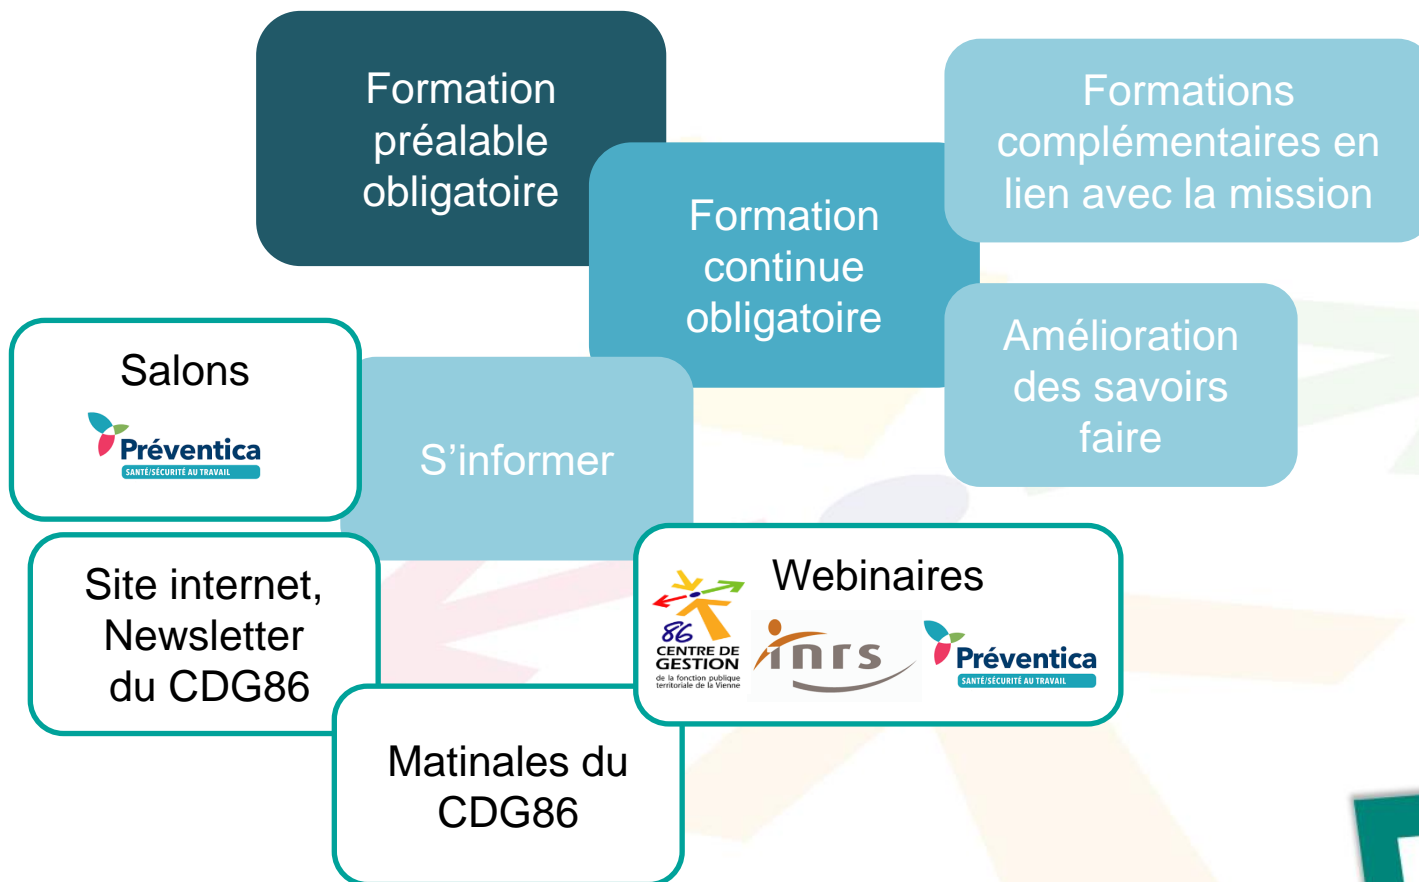 Formation
préalable
obligatoire
Formation
continue
obligatoire
Formations
complémentaires en
lien avec la mission
Amélioration
des savoirs
faire
S’informer
Salons
Préventica
SANTÉ/SÉCURITÉ AU TRAVAIL
Site internet,
Newsletter
du CDG86
Matinales du
CDG86
Webinaires
86
CENTRE DE
GESTION
de la fonction publique
territoriale de la Vienne
inrs
Préventica
SANTÉ/SÉCURITÉ AU TRAVAIL